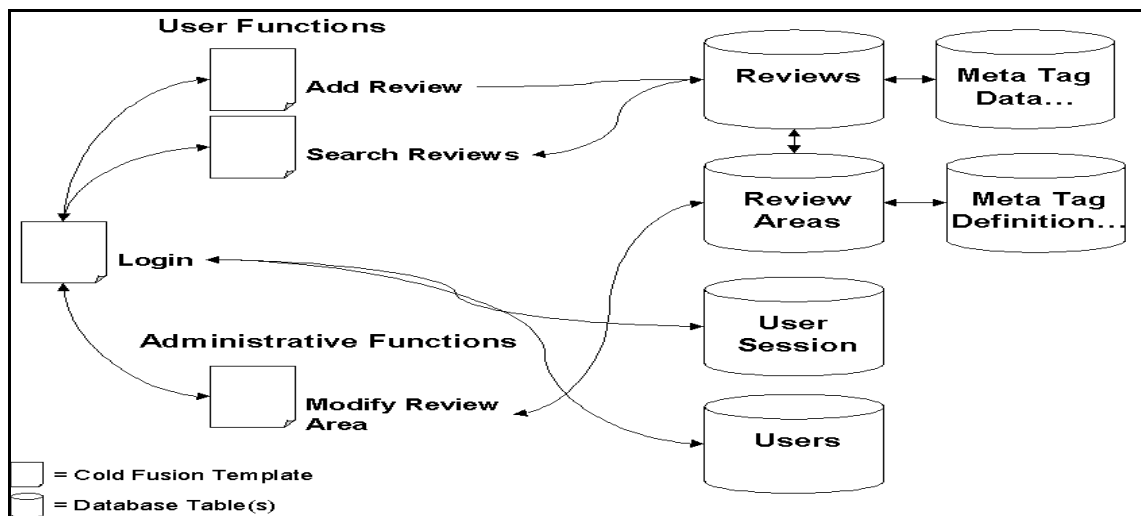 User Functions
Add Review
Search Reviews
Login
Administrative Functions
Modify Review
Area
Reviews
Meta Tag
Data...
Review
Areas
Meta Tag
Definition...
User
Session
Users
= Cold Fusion Template
= Database Table(s)